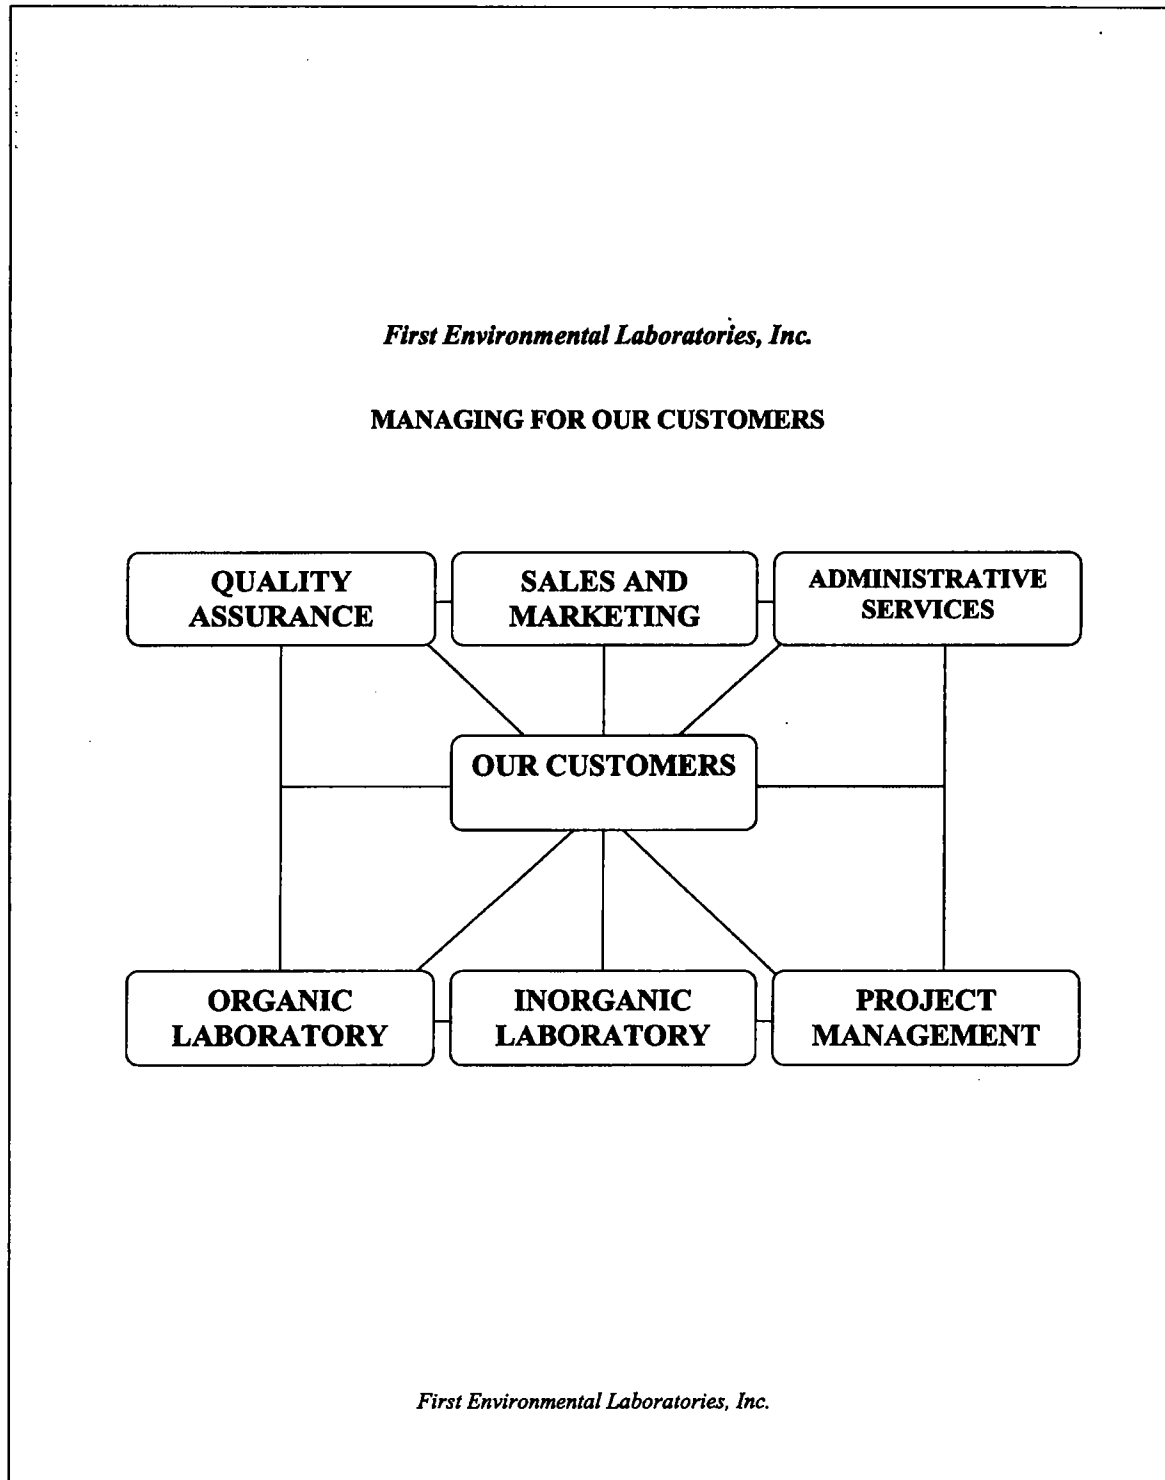 First Environmental Laboratories, Inc.
MANAGING FOR OUR CUSTOMERS
QUALITY
ASSURANCE
SALES AND
MARKETING
ADMINISTRATIVE
SERVICES
OUR CUSTOMERS
ORGANIC
LABORATORY
INORGANIC
LABORATORY
PROJECT
MANAGEMENT
First Environmental Laboratories, Inc.